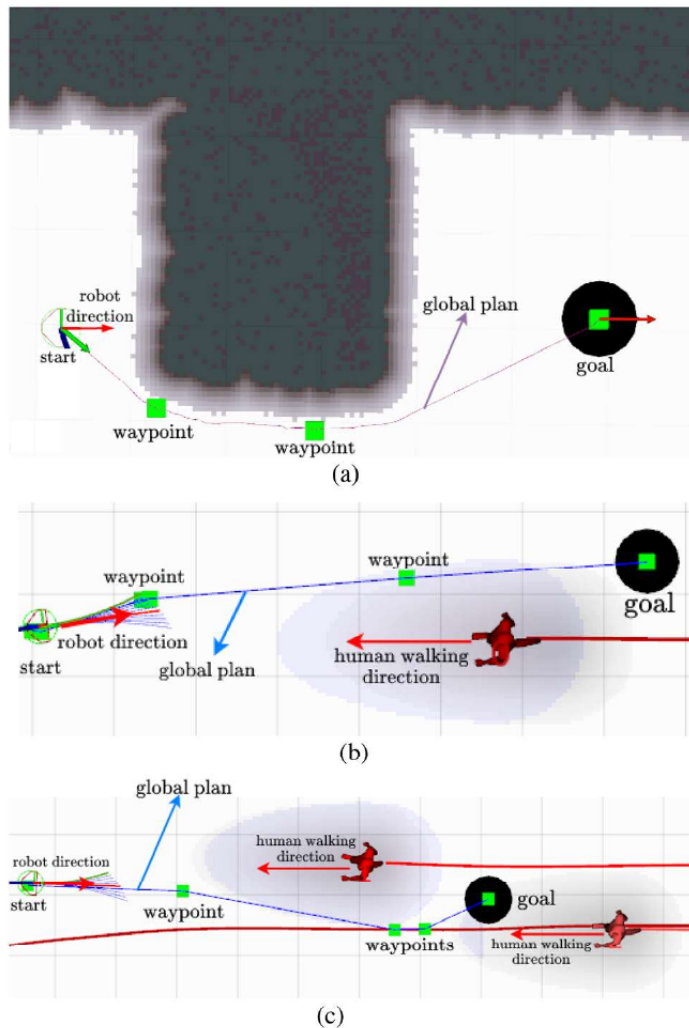 robot
direction
start
waypoint
waypoint
global plan
goal
(a)
waypoint
waypoint
goal
robot direction
start
global plan
human walking
direction
(b)
global plan
robot direction
human walking
direction
start
waypoint
goal
waypoints
human walking
direction
(c)